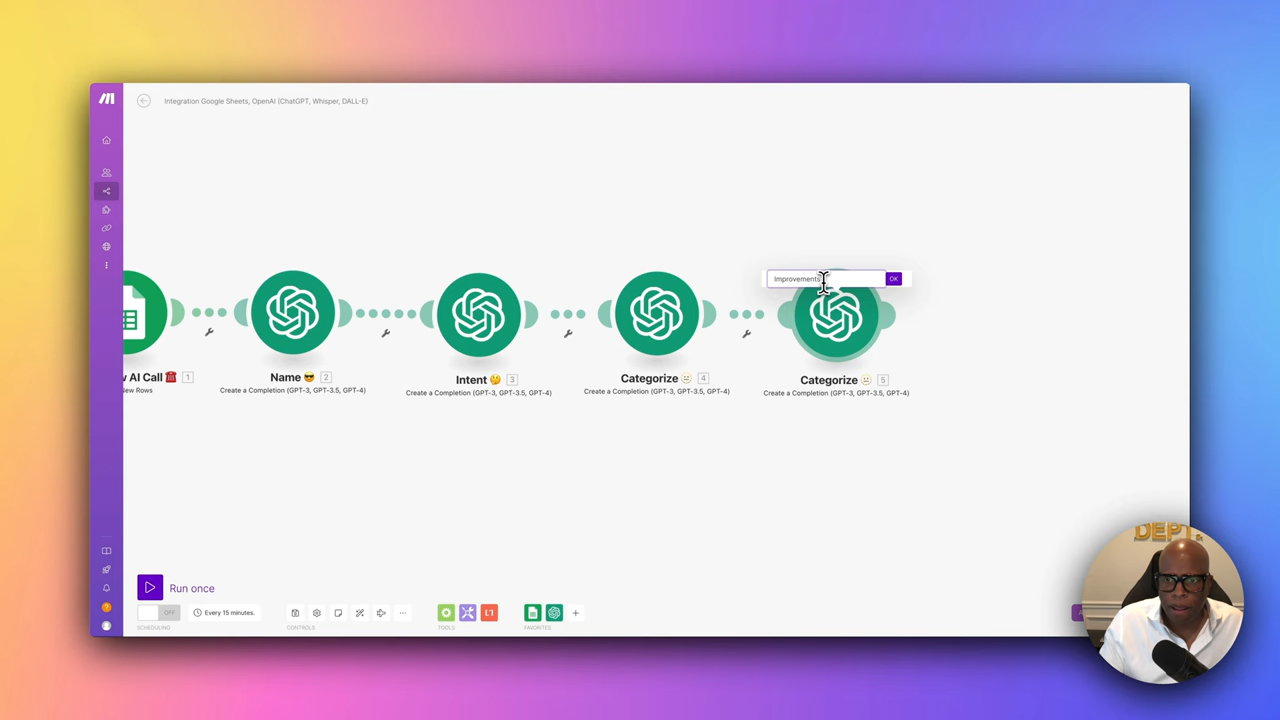 Integration Google Sheets, OpenAI (ChatGPT, Whisper, DALL-E)
Improvements
OK
AI Call ☎️ 1
New Rows
Name 😎 2
Create a Completion (GPT-3, GPT-3.5, GPT-4)
Intent 🤔 3
Create a Completion (GPT-3, GPT-3.5, GPT-4)
Categorize 😐 4
Create a Completion (GPT-3, GPT-3.5, GPT-4)
Categorize 😐 5
Create a Completion (GPT-3, GPT-3.5, GPT-4)
Run once
OFF
Every 15 minutes.
SCHEDULING
CONTROLS
TOOLS
FAVORITES
DEPT.